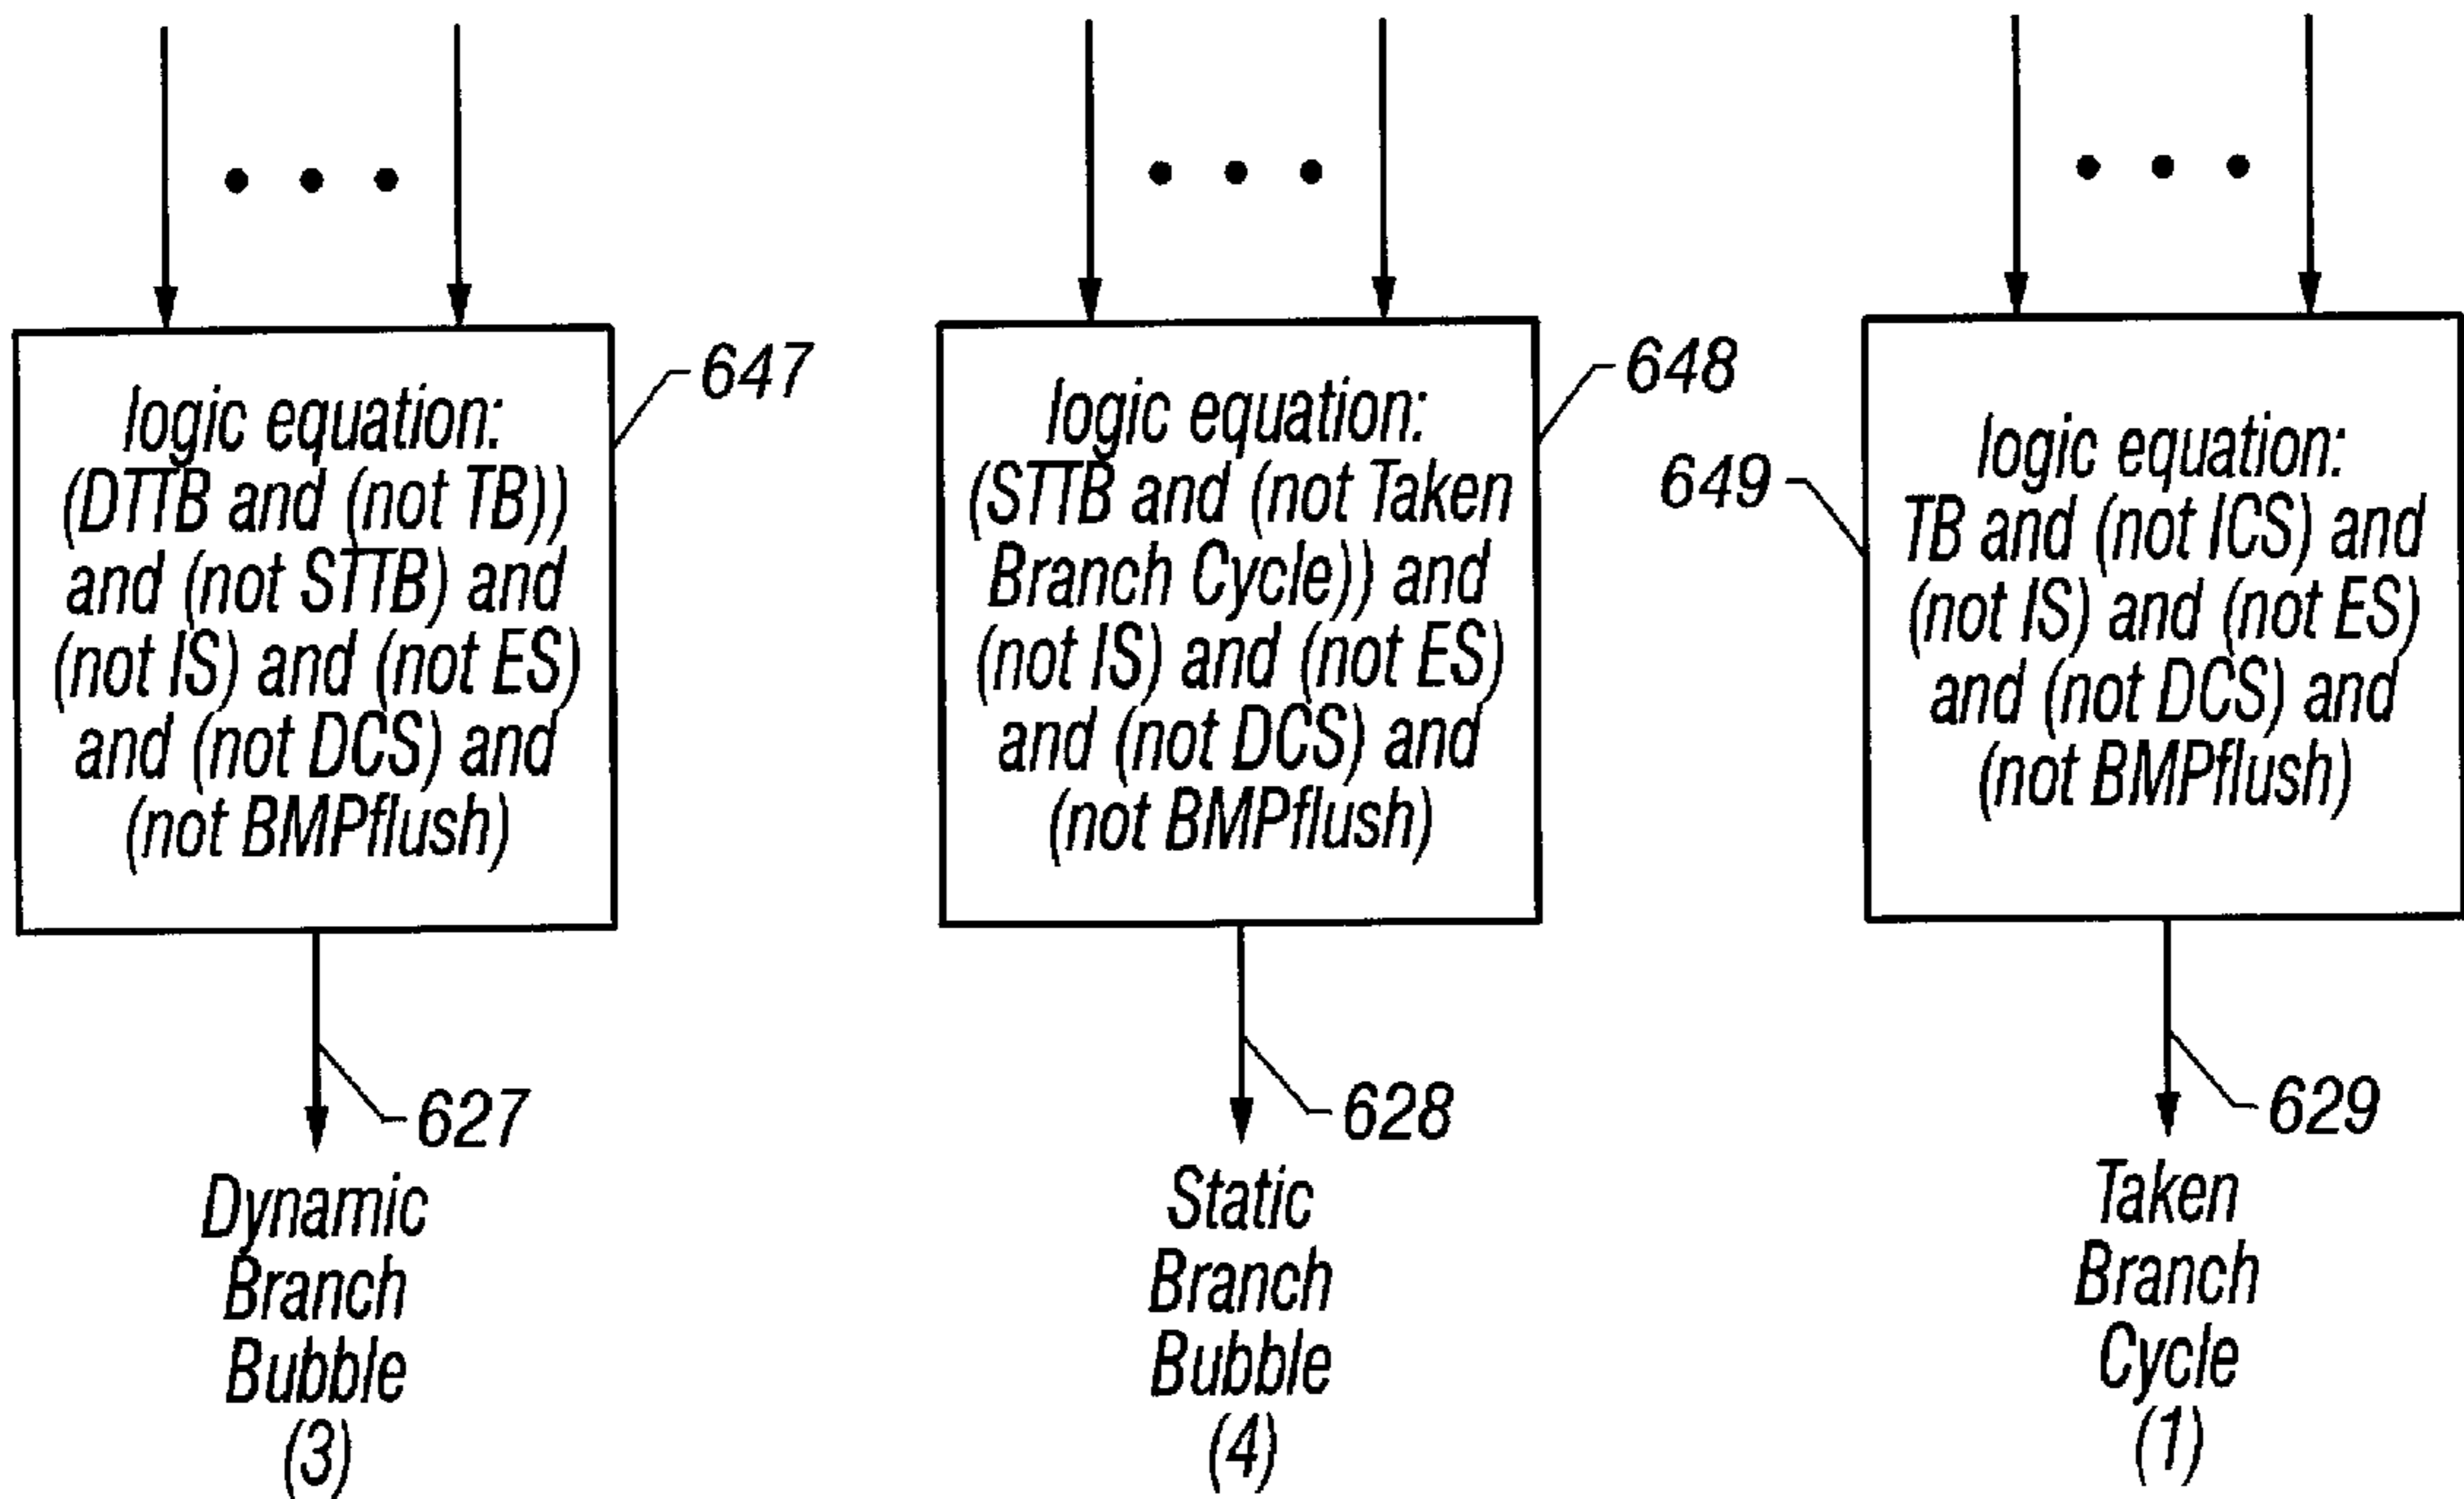 logic equation:
(DTTB and (not TB))
and (not STTB) and
(not IS) and (not ES)
and (not DCS) and
(not BMPflush)
647
627
Dynamic
Branch
Bubble
(3)
logic equation:
(STTB and (not Taken
Branch Cycle)) and
(not IS) and (not ES)
and (not DCS) and
(not BMPflush)
648
628
Static
Branch
Bubble
(4)
649
logic equation:
TB and (not ICS) and
(not IS) and (not ES)
and (not DCS) and
(not BMPflush)
629
Taken
Branch
Cycle
(1)